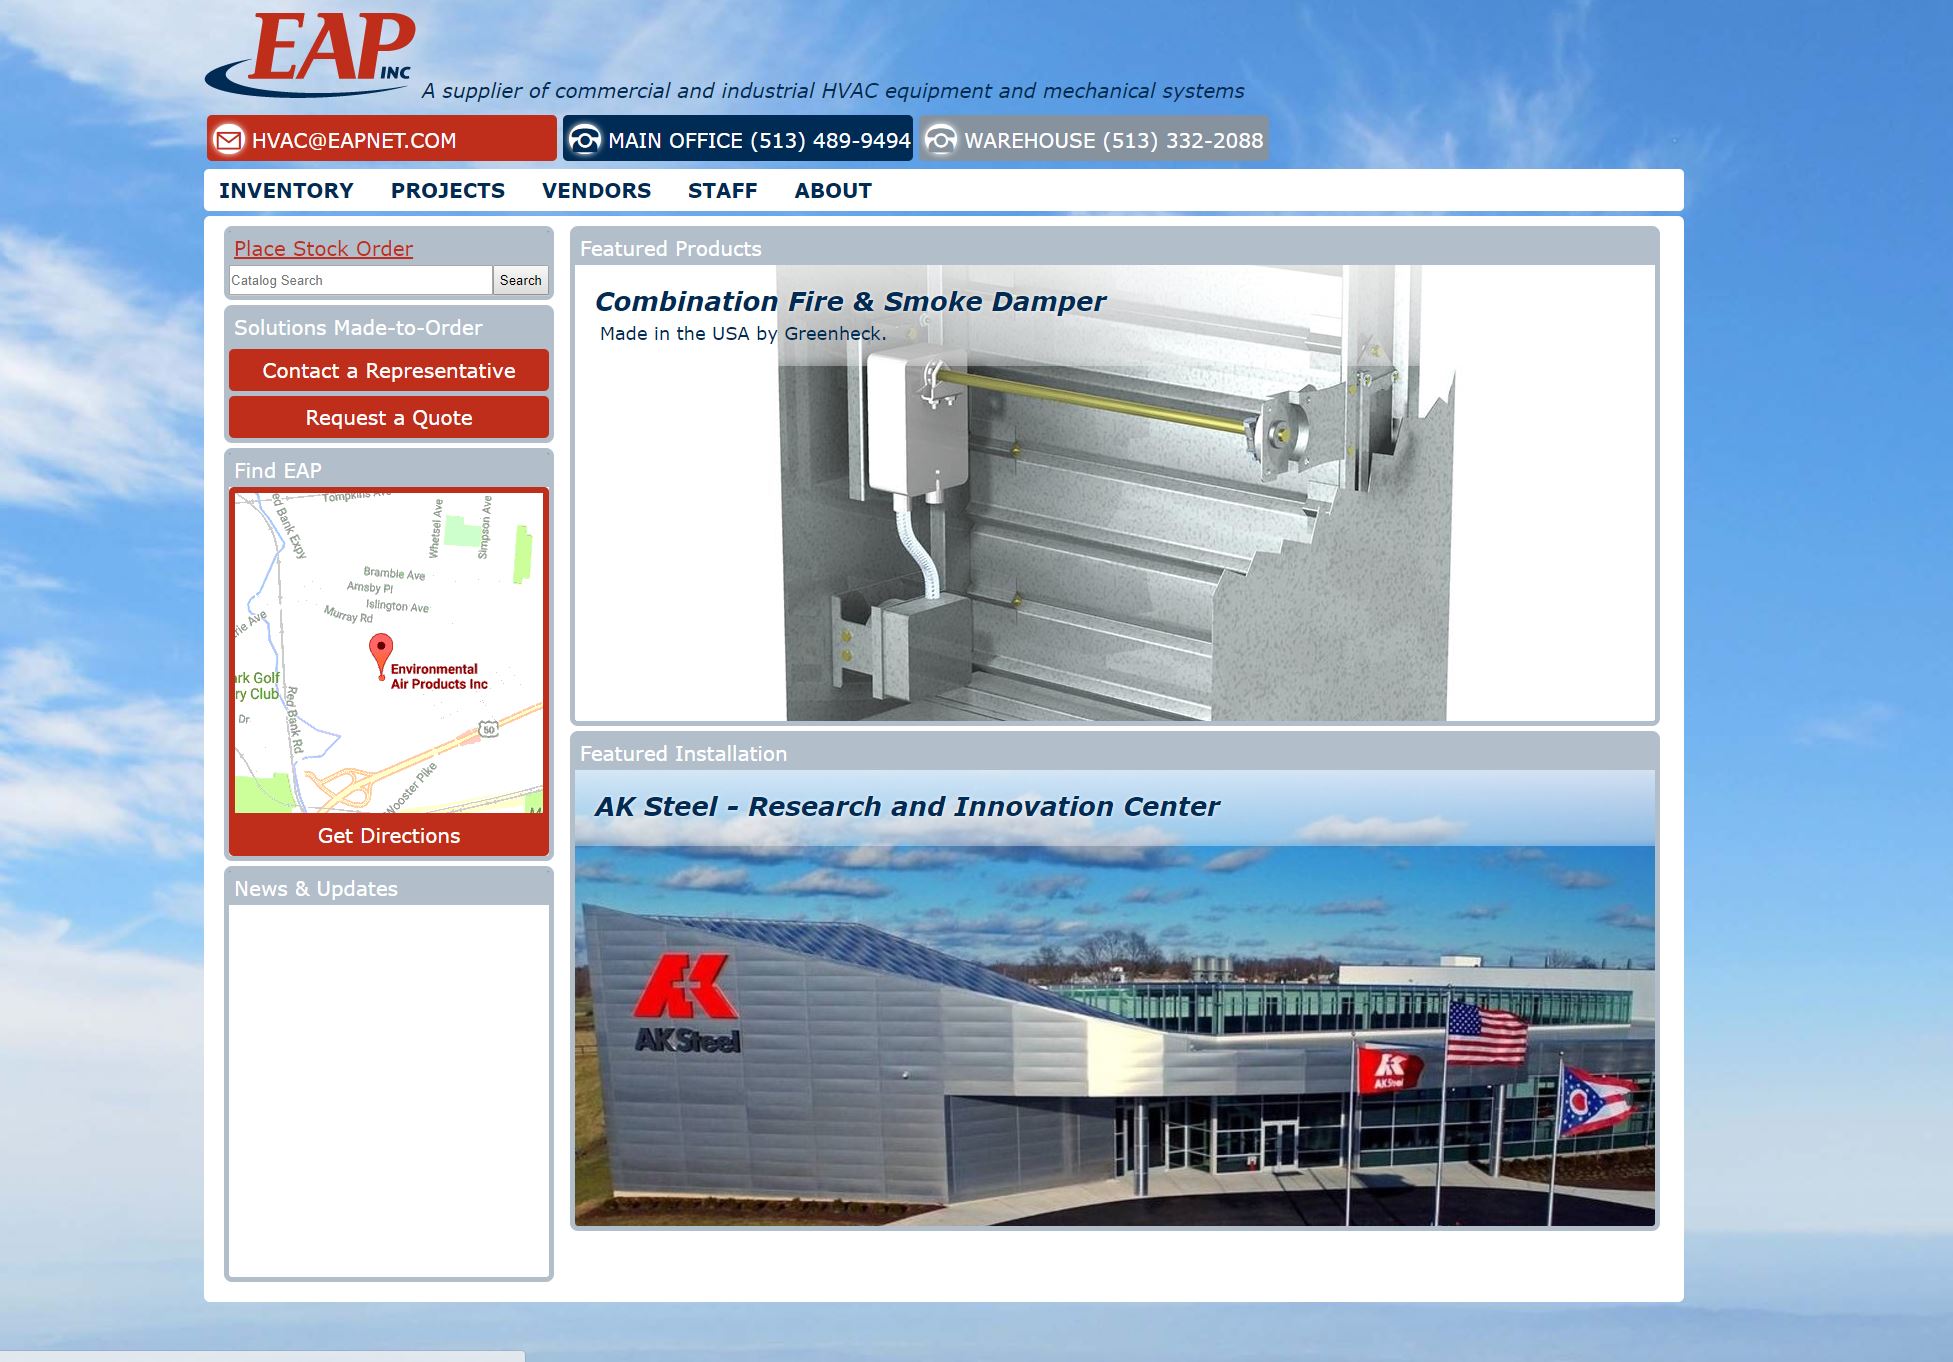 EAP INC
A supplier of commercial and industrial HVAC equipment and mechanical systems
HVAC@EAPNET.COM
MAIN OFFICE (513) 489-9494
WAREHOUSE (513) 332-2088
INVENTORY PROJECTS VENDORS STAFF ABOUT
Place Stock Order
Catalog Search
Search
Solutions Made-to-Order
Contact a Representative
Request a Quote
Find EAP
Tompkins Ave
ed Bank Expy
Whetsel Ave
Simpson Ave
Bramble Ave
Arnsby Pl
Islington Ave
Murray Rd
rie Ave
Environmental
Air Products Inc
ark Golf
ry Club
Red Bank Rd
Dr
50
Wooster Pike
Get Directions
News & Updates
Featured Products
Combination Fire & Smoke Damper
Made in the USA by Greenheck.
Featured Installation
AK Steel - Research and Innovation Center
AK Steel
AK Steel